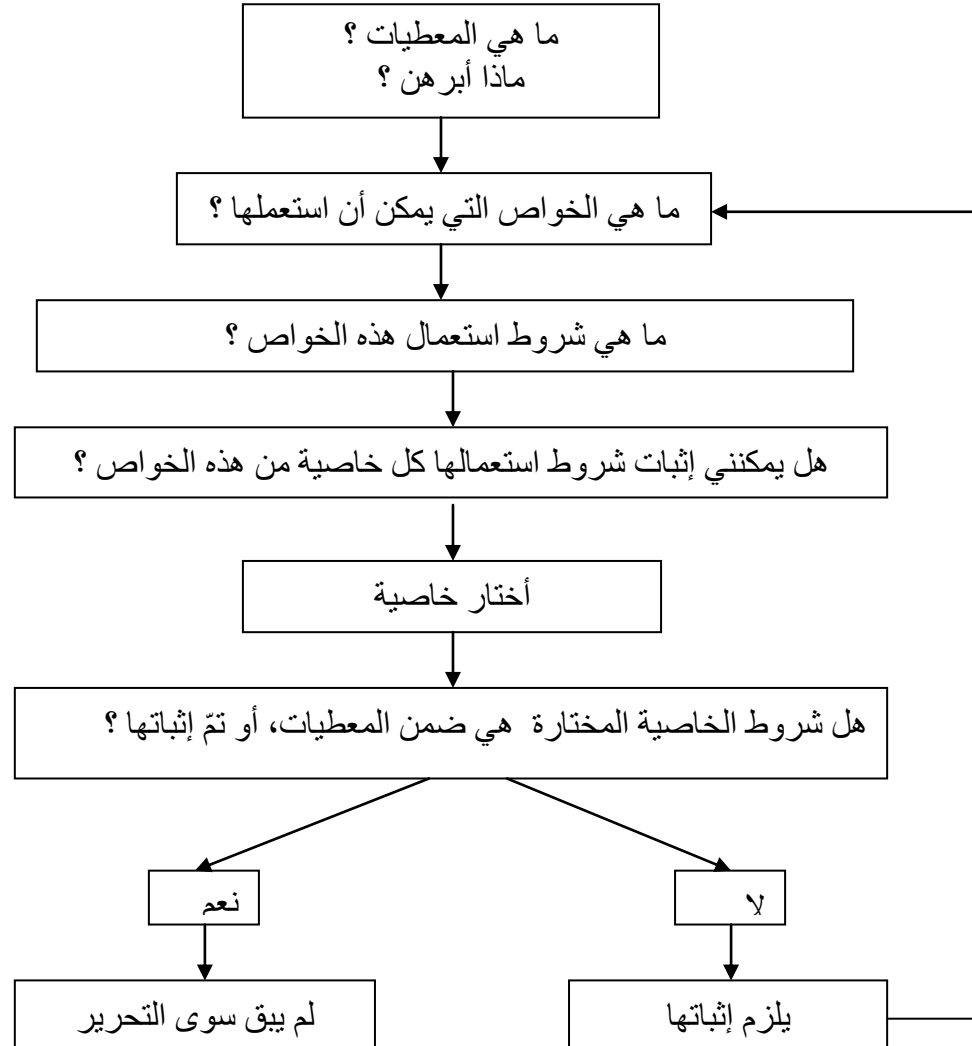 ما هي المعطيات ؟
ماذا أبرهن ؟
ما هي الخواص التي يمكن أن استعملها ؟
ما هي شروط استعمال هذه الخواص ؟
هل يمكنني إثبات شروط استعمالها كل خاصية من هذه الخواص ؟
أختار خاصية
هل شروط الخاصية المختارة هي ضمن المعطيات، أو تمّ إثباتها ؟
نعم
لا
لم يبق سوى التحرير
يلزم إثباتها